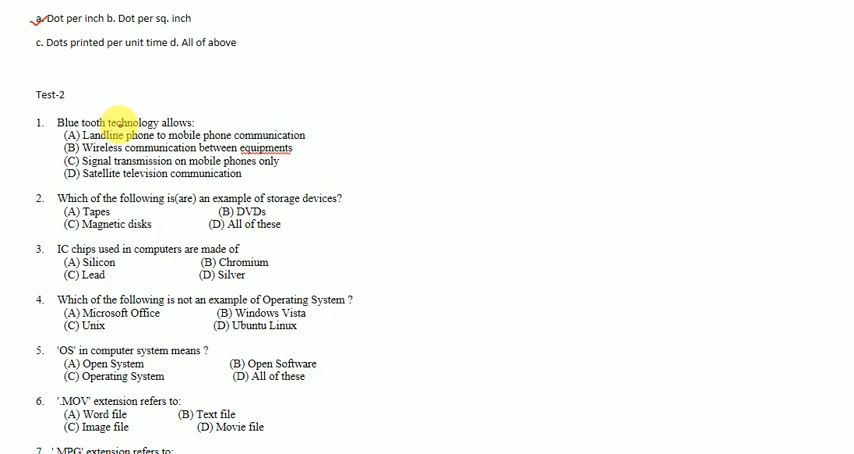 a. Dot per inch b. Dot per sq. inch
c. Dots printed per unit time d. All of above
Test-2
1. Blue tooth technology allows:
(A) Landline phone to mobile phone communication
(B) Wireless communication between equipments
(C) Signal transmission on mobile phones only
(D) Satellite television communication
2. Which of the following is(are) an example of storage devices?
(A) Tapes (B) DVDs
(C) Magnetic disks (D) All of these
3. IC chips used in computers are made of
(A) Silicon (B) Chromium
(C) Lead (D) Silver
4. Which of the following is not an example of Operating System ?
(A) Microsoft Office (B) Windows Vista
(C) Unix (D) Ubuntu Linux
5. 'OS' in computer system means ?
(A) Open System (B) Open Software
(C) Operating System (D) All of these
6. '.MOV' extension refers to:
(A) Word file (B) Text file
(C) Image file (D) Movie file
7. '.MPG' extension refers to: